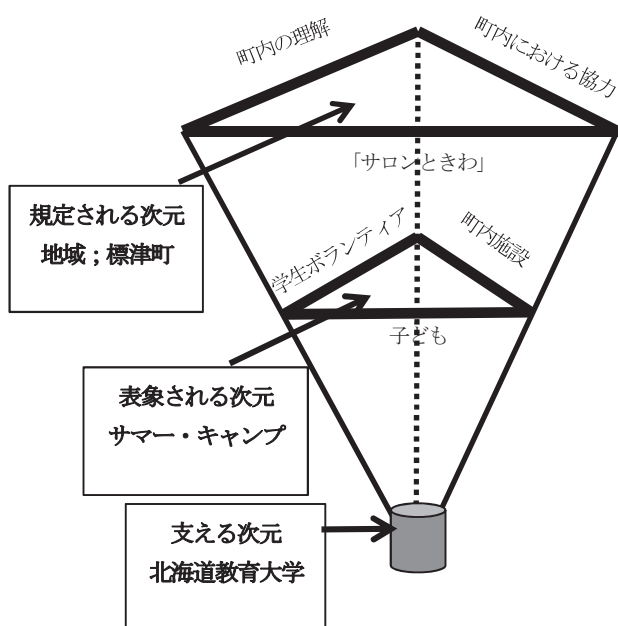 町内の理解
町内における協力
「サロンときわ」
規定される次元
地域；標津町
学生ボランティア
町内施設
子ども
表象される次元
サマー・キャンプ
支える次元
北海道教育大学